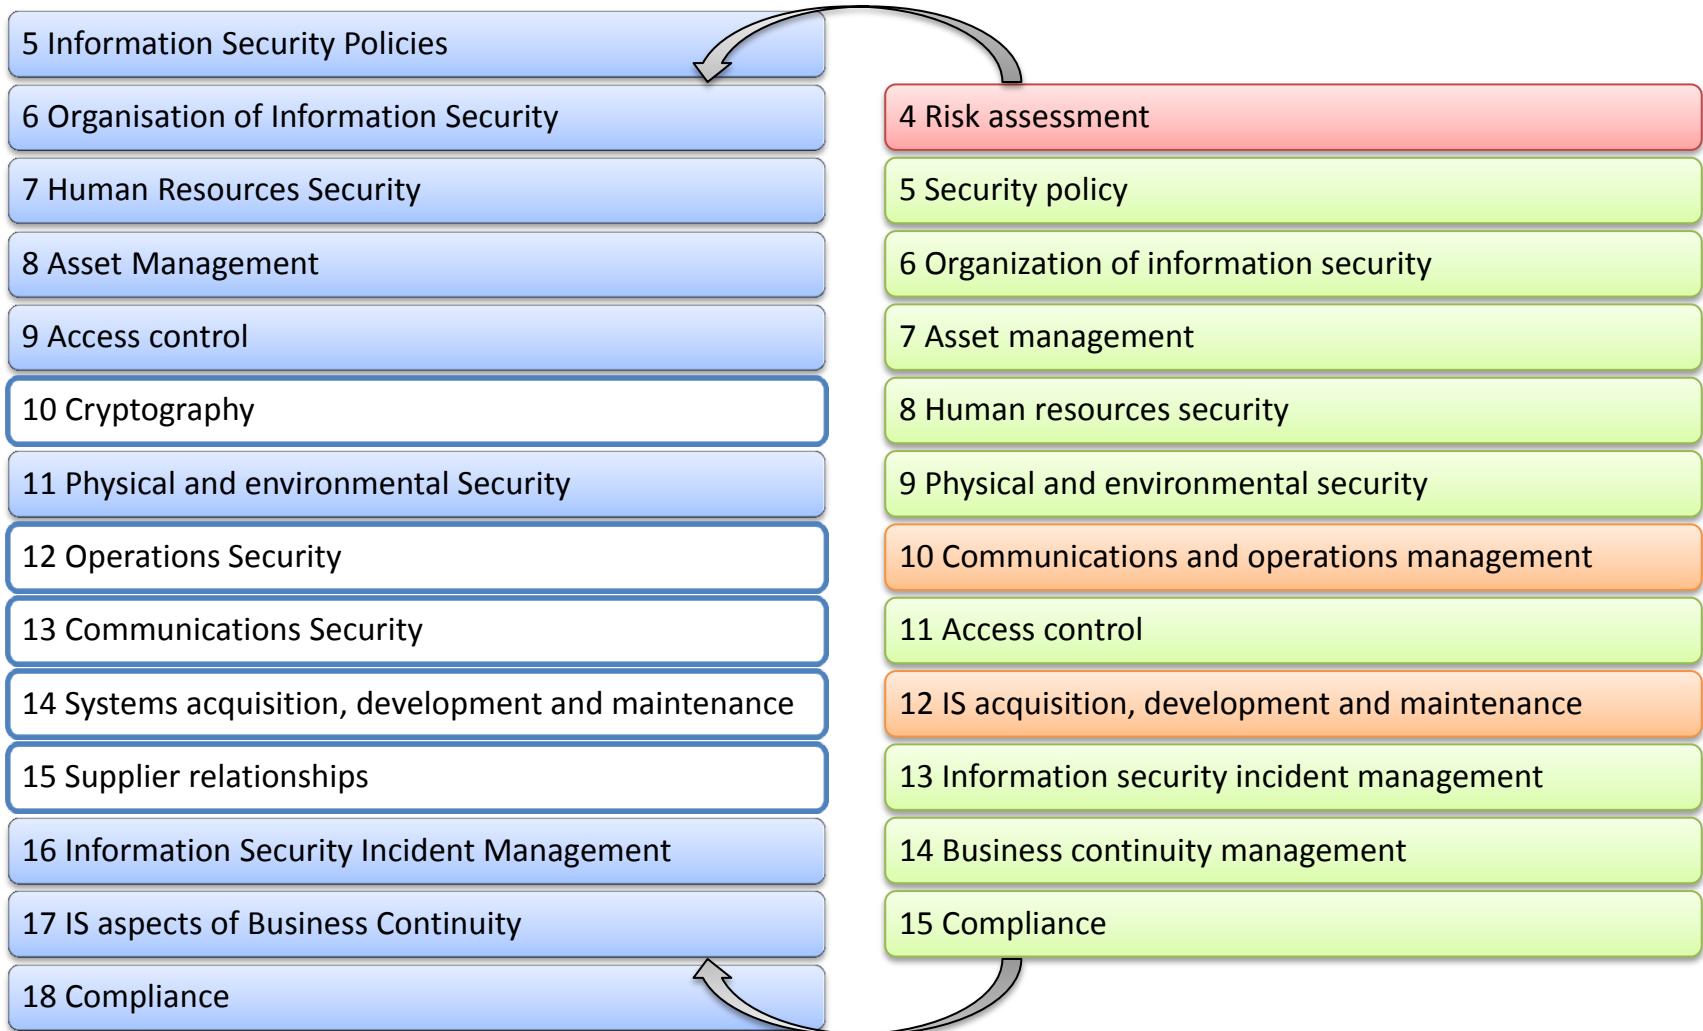 5 Information Security Policies
6 Organisation of Information Security
7 Human Resources Security
8 Asset Management
9 Access control
10 Cryptography
11 Physical and environmental Security
12 Operations Security
13 Communications Security
14 Systems acquisition, development and maintenance
15 Supplier relationships
16 Information Security Incident Management
17 IS aspects of Business Continuity
18 Compliance
4 Risk assessment
5 Security policy
6 Organization of information security
7 Asset management
8 Human resources security
9 Physical and environmental security
10 Communications and operations management
11 Access control
12 IS acquisition, development and maintenance
13 Information security incident management
14 Business continuity management
15 Compliance